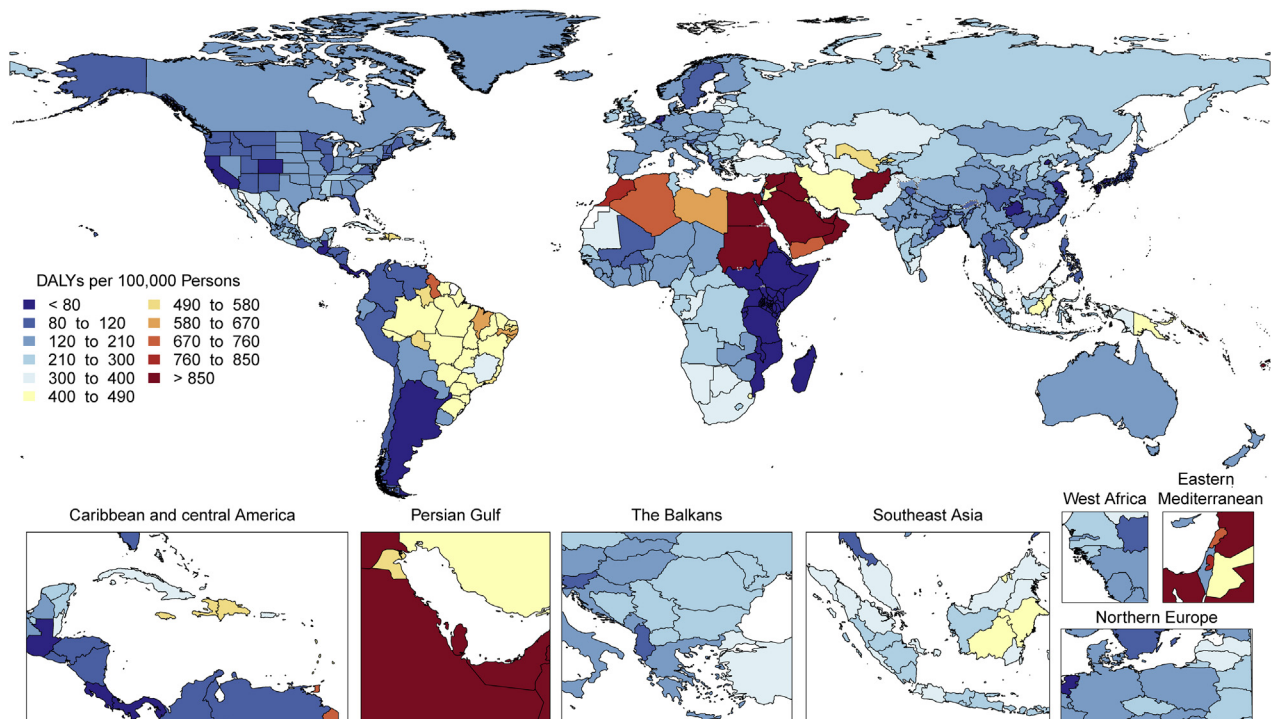 DALYs per 100,000 Persons
< 80
80 to 120
120 to 210
210 to 300
300 to 400
400 to 490
490 to 580
580 to 670
670 to 760
760 to 850
> 850
Caribbean and central America
Persian Gulf
The Balkans
Southeast Asia
West Africa
Eastern
Mediterranean
Northern Europe